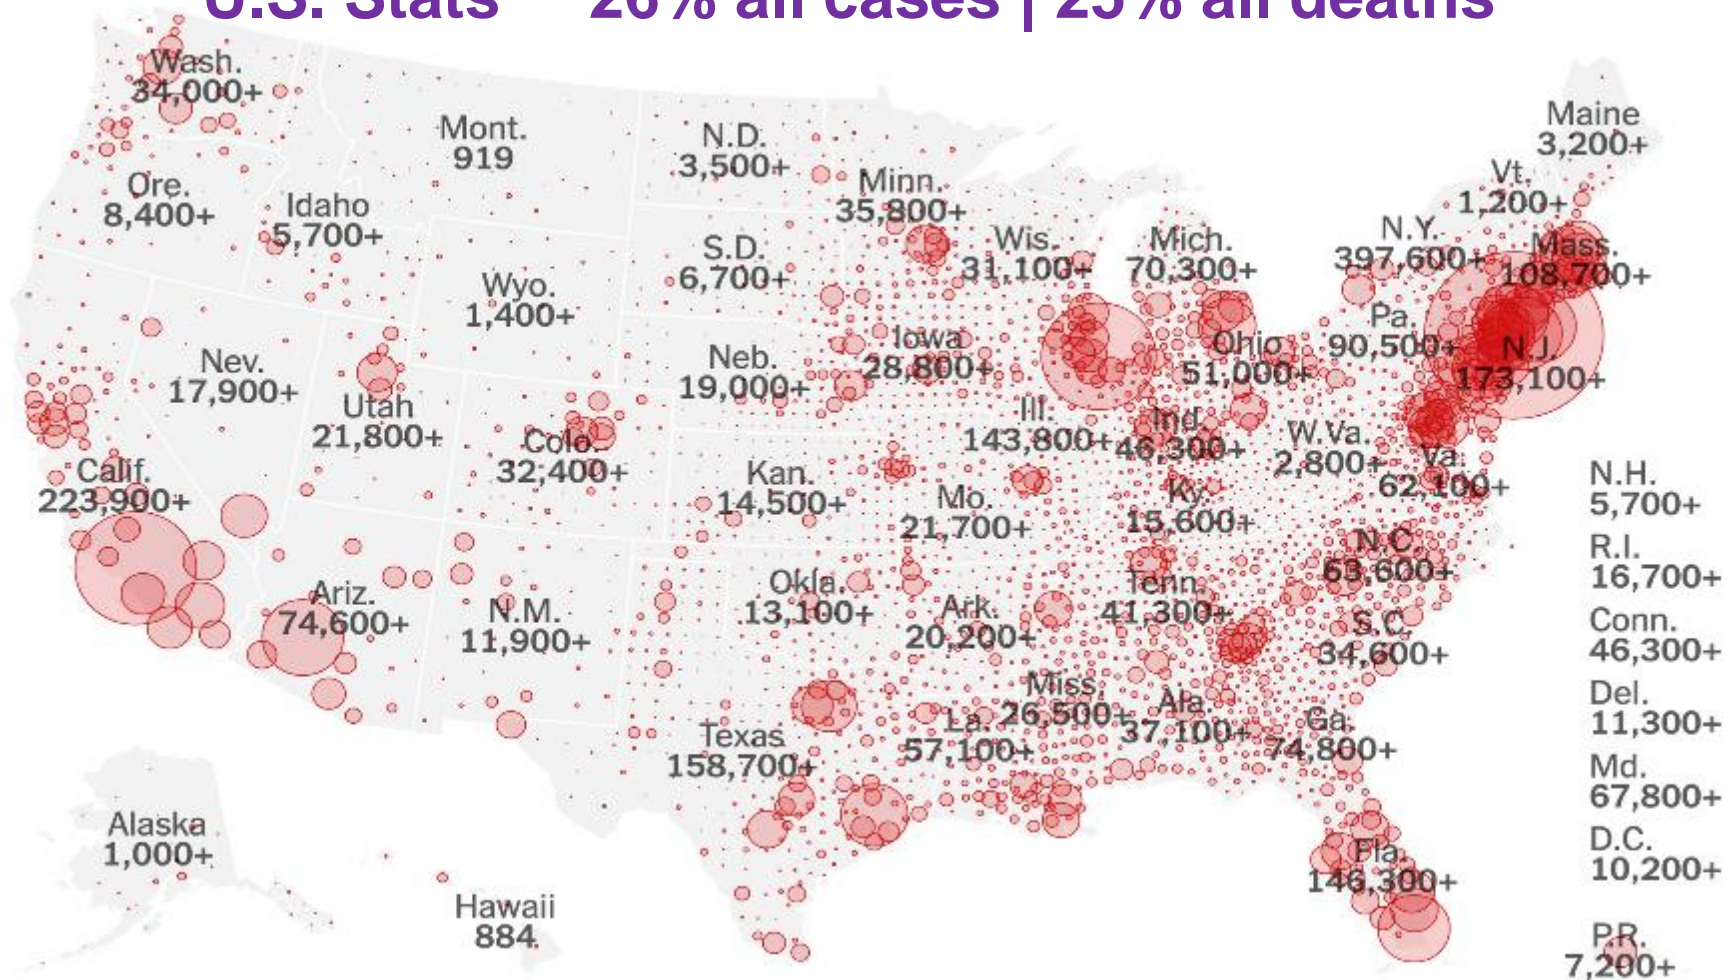 U.S. Stats 26% all cases | 25% all deaths
Wash.
34,000+
Mont.
919
N.D.
3,500+
Minn.
35,800+
Maine
3,200+
Vt.
1,200+
Ore.
8,400+
Idaho
5,700+
S.D.
6,700+
Wis.
31,100+
Mich.
70,300+
N.Y.
397,600+
Mass.
108,700+
Wyo.
1,400+
Nev.
17,900+
Utah
21,800+
Colo.
32,400+
Neb.
19,000+
Iowa
28,800+
Ill.
143,800+
Ind.
46,300+
Ohio
51,000+
Pa.
90,500+
N.J.
173,100+
W.Va.
2,800+
Va.
62,100+
Calif.
223,900+
Kan.
14,500+
Mo.
21,700+
Ky.
15,600+
N.C.
63,600+
Ariz.
74,600+
N.M.
11,900+
Okla.
13,100+
Ark.
20,200+
Tenn.
41,300+
S.C.
34,600+
Texas
158,700+
La.
57,100+
Miss.
26,500+
Ala.
37,100+
Ga.
74,800+
Fla.
146,300+
Alaska
1,000+
Hawaii
884
N.H.
5,700+
R.I.
16,700+
Conn.
46,300+
Del.
11,300+
Md.
67,800+
D.C.
10,200+
P.R.
7,200+